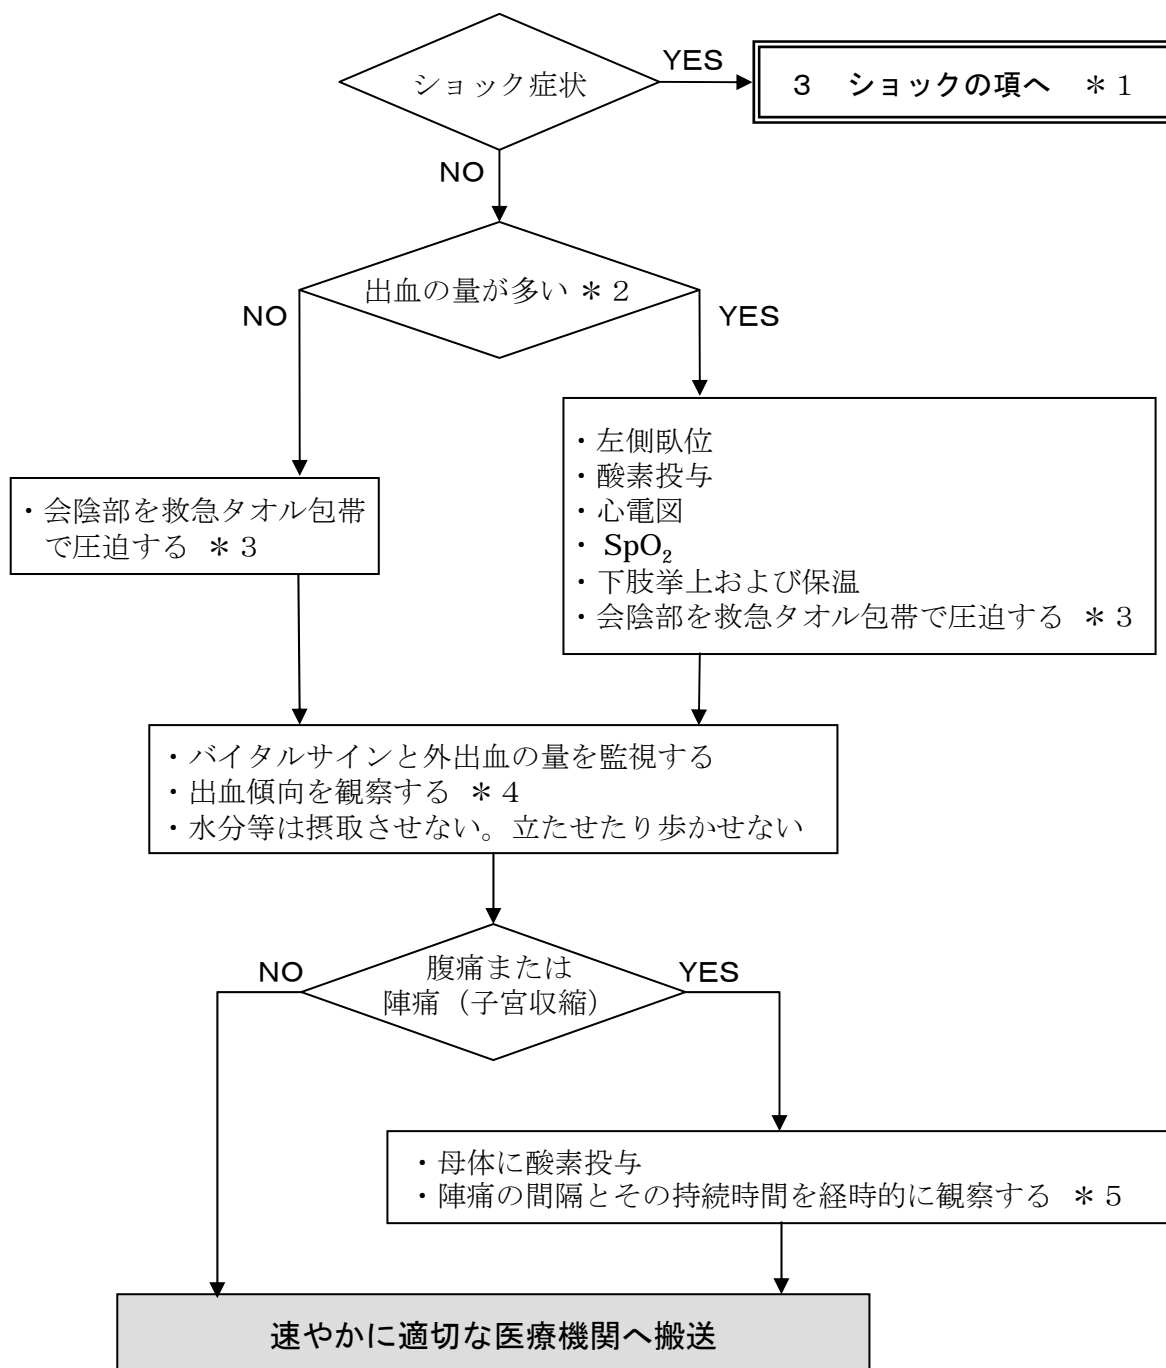 ショック症状
YES
3 ショックの項へ *1
NO
出血の量が多い *2
NO
YES
・会陰部を救急タオル包帯
で圧迫する *3
・左側臥位
・酸素投与
・心電図
・ SpO₂
・下肢挙上および保温
・会陰部を救急タオル包帯で圧迫する *3
・バイタルサインと外出血の量を監視する
・出血傾向を観察する *4
・水分等は摂取させない。立たせたり歩かせない
NO
腹痛または
陣痛（子宮収縮）
YES
・母体に酸素投与
・陣痛の間隔とその持続時間を経時的に観察する *5
速やかに適切な医療機関へ搬送